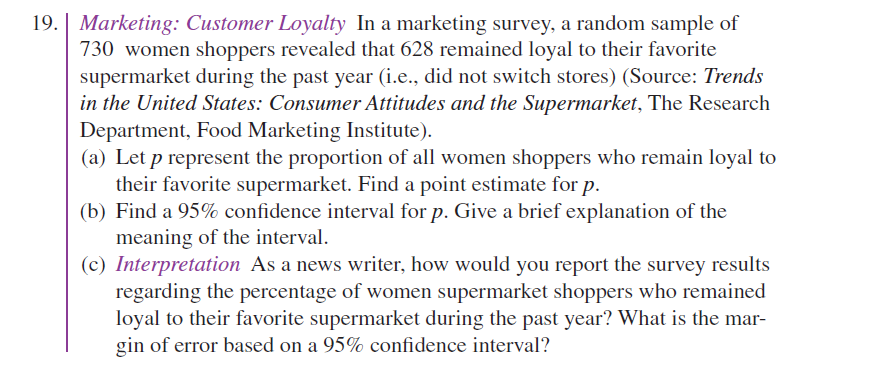 19. Marketing: Customer Loyalty In a marketing survey, a random sample of
730 women shoppers revealed that 628 remained loyal to their favorite
supermarket during the past year (i.e., did not switch stores) (Source: Trends
in the United States: Consumer Attitudes and the Supermarket, The Research
Department, Food Marketing Institute).
(a) Let p represent the proportion of all women shoppers who remain loyal to
their favorite supermarket. Find a point estimate for p.
(b) Find a 95% confidence interval for p. Give a brief explanation of the
meaning of the interval.
(c) Interpretation As a news writer, how would you report the survey results
regarding the percentage of women supermarket shoppers who remained
loyal to their favorite supermarket during the past year? What is the mar-
gin of error based on a 95% confidence interval?